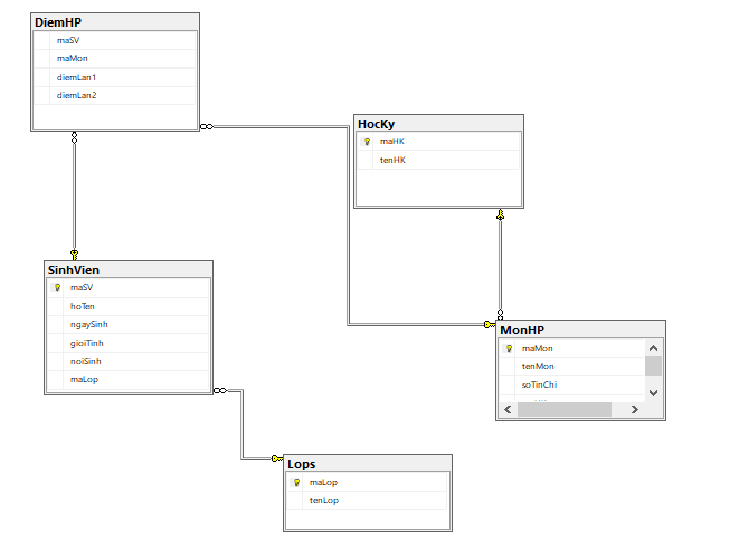 DiemHP
maSV
maMon
diemLan1
diemLan2
HocKy
maHK
tenHK
SinhVien
maSV
hoTen
ngaySinh
gioiTinh
noiSinh
maLop
MonHP
maMon
tenMon
soTinChi
Lops
maLop
tenLop